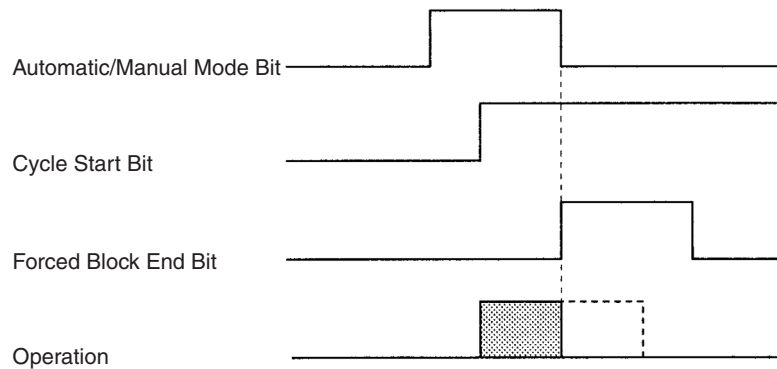 Automatic/Manual Mode Bit
Cycle Start Bit
Forced Block End Bit
Operation